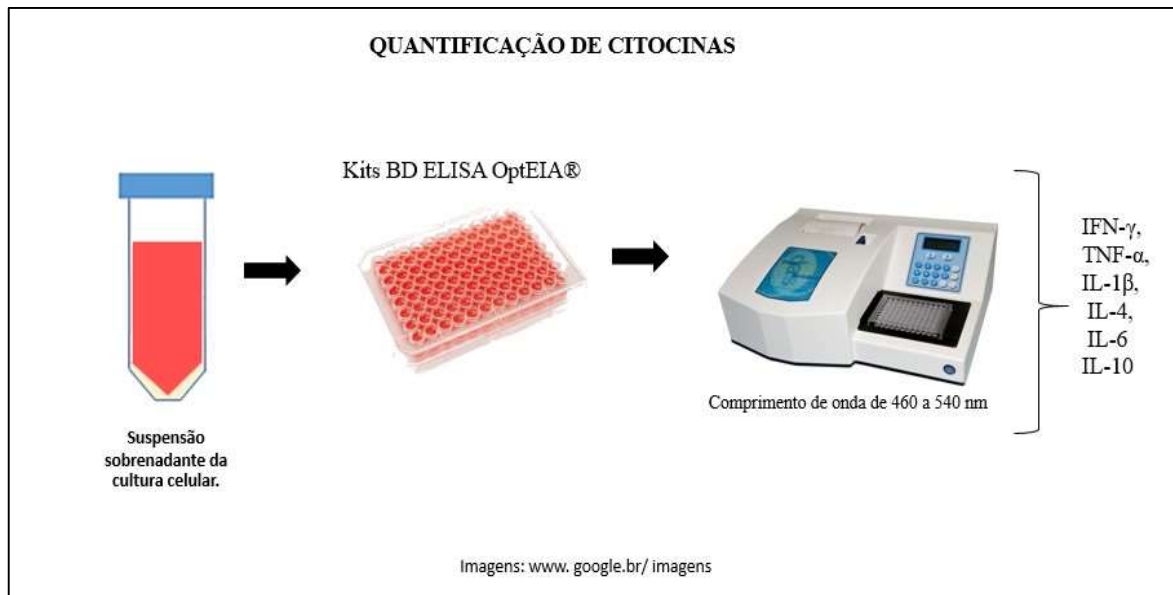 QUANTIFICAÇÃO DE CITOCINAS
Kits BD ELISA OptEIA®
Suspensão
sobrenadante da
cultura celular.
Comprimento de onda de 460 a 540 nm
IFN-γ,
TNF-α,
IL-1β,
IL-4,
IL-6
IL-10
Imagens: www. google.br/ imagens